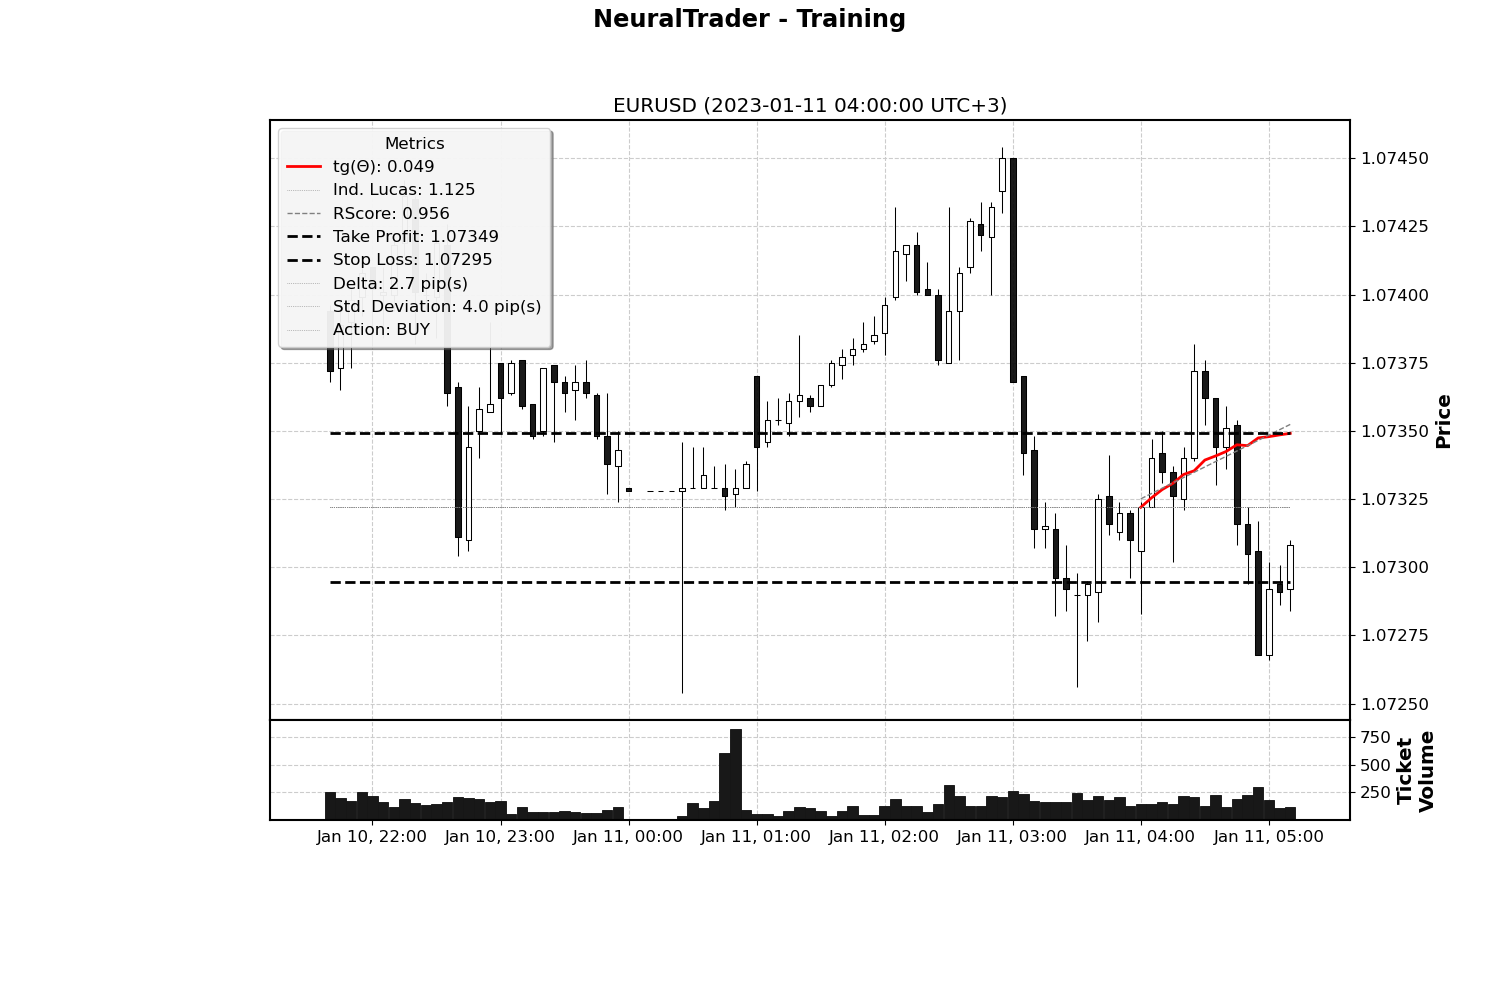 NeuralTrader - Training
EURUSD (2023-01-11 04:00:00 UTC+3)
Metrics
tg(Θ): 0.049
Ind. Lucas: 1.125
RScore: 0.956
Take Profit: 1.07349
Stop Loss: 1.07295
Delta: 2.7 pip(s)
Std. Deviation: 4.0 pip(s)
Action: BUY
1.07450
1.07425
1.07400
1.07375
1.07350
1.07325
1.07300
1.07275
1.07250
Price
750
500
250
Ticket
Volume
Jan 10, 22:00 Jan 10, 23:00 Jan 11, 00:00 Jan 11, 01:00 Jan 11, 02:00 Jan 11, 03:00 Jan 11, 04:00 Jan 11, 05:00